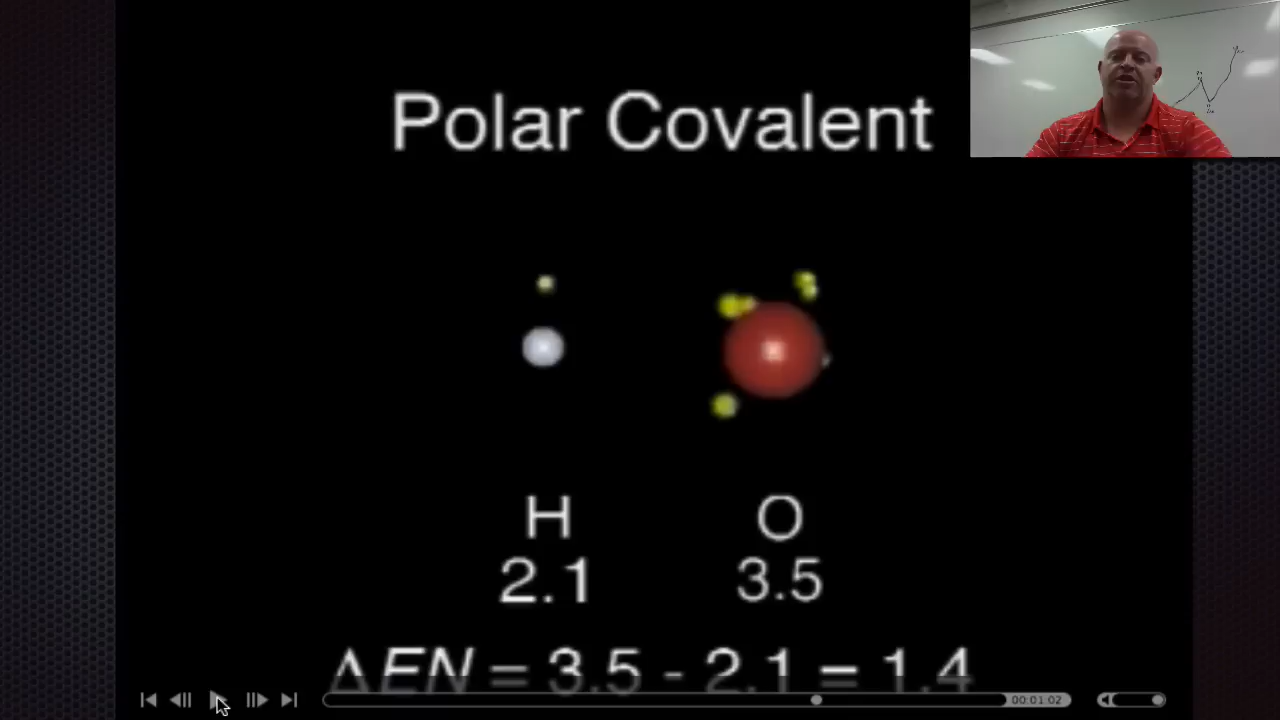 Polar Covalent
H O
2.1 3.5
ΔEN = 3.5 - 2.1 = 1.4
00:01:02